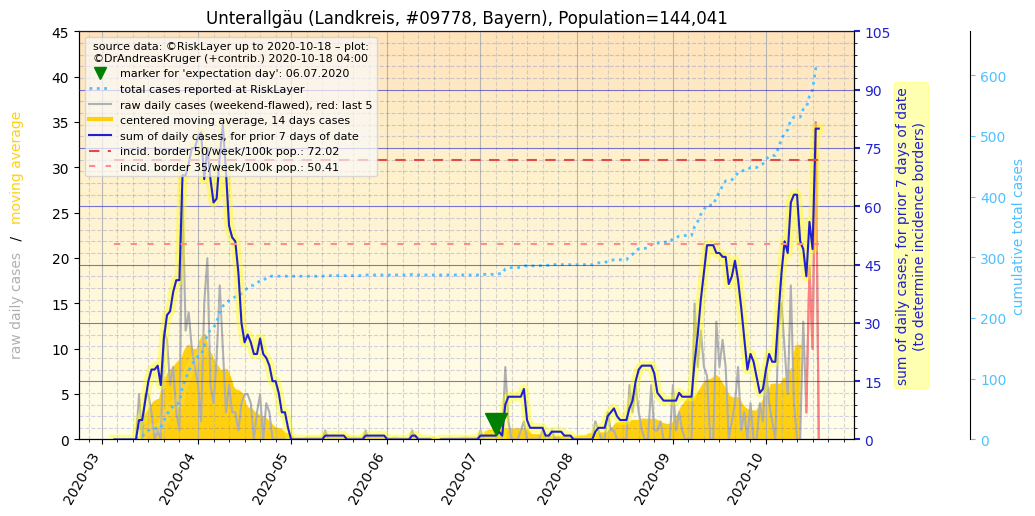 Unterallgäu (Landkreis, #09778, Bayern), Population=144,041
source data: ©RiskLayer up to 2020-10-18 – plot:
©DrAndreasKruger (+contrib.) 2020-10-18 04:00
marker for 'expectation day': 06.07.2020
total cases reported at RiskLayer
raw daily cases (weekend-flawed), red: last 5
centered moving average, 14 days cases
sum of daily cases, for prior 7 days of date
incid. border 50/week/100k pop.: 72.02
incid. border 35/week/100k pop.: 50.41
raw daily cases / moving average
45
40
35
30
25
20
15
10
5
0
2020-03
2020-04
2020-05
2020-06
2020-07
2020-08
2020-09
2020-10
105
90
75
60
45
30
15
0
sum of daily cases, for prior 7 days of date
(to determine incidence borders)
600
500
400
300
200
100
0
cumulative total cases